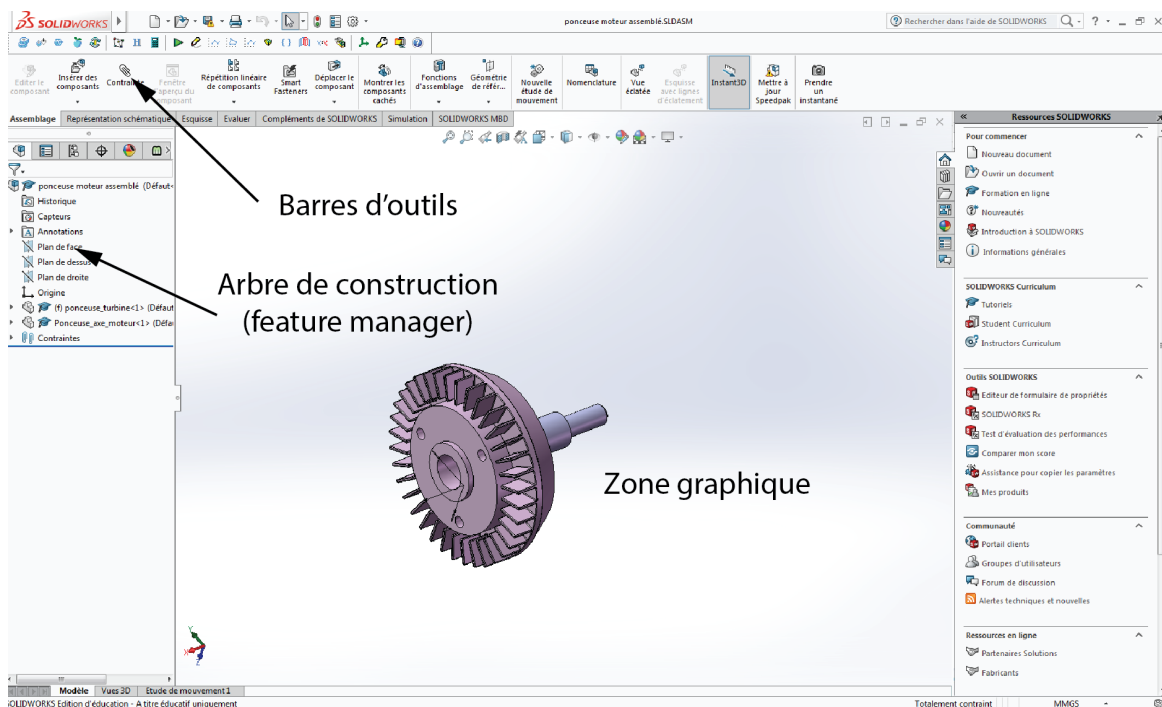 SOLIDWORKS
ponceuse moteur assemblé.SLDASM
Rechercher dans l'aide de SOLIDWORKS
Editer le composant
Insérer des composants
Contrainte
Fenêtre d'aperçu du composant
Répétition linéaire de composants
Smart Fasteners
Déplacer le composant
Montrer les composants cachés
Fonctions d'assemblage
Géométrie de référ...
Nouvelle étude de mouvement
Nomenclature
Vue éclatée
Esquisse avec lignes d'éclatement
Instant3D
Mettre à jour Speedpak
Prendre un instantané
Assemblage
Représentation schématique
Esquisse
Evaluer
Compléments de SOLIDWORKS
Simulation
SOLIDWORKS MBD
ponceuse moteur assemblé (Défaut<
Historique
Capteurs
Annotations
Plan de face
Plan de dessus
Plan de droite
Origine
(f) ponceuse_turbine<1> (Défaut
Ponceuse_axe_moteur<1> (Défa
Contraintes
Barres d'outils
Arbre de construction
(feature manager)
Zone graphique
Y
X
Z
Ressources SOLIDWORKS
Pour commencer
Nouveau document
Ouvrir un document
Formation en ligne
Nouveautés
Introduction à SOLIDWORKS
Informations générales
SOLIDWORKS Curriculum
Tutoriels
Student Curriculum
Instructors Curriculum
Outils SOLIDWORKS
Editeur de formulaire de propriétés
SOLIDWORKS Rx
Test d'évaluation des performances
Comparer mon score
Assistance pour copier les paramètres
Mes produits
Communauté
Portail clients
Groupes d'utilisateurs
Forum de discussion
Alertes techniques et nouvelles
Ressources en ligne
Partenaires Solutions
Fabricants
Modèle
Vues 3D
Etude de mouvement 1
SOLIDWORKS Edition d'éducation - A titre éducatif uniquement
Totalement contraint
MMGS